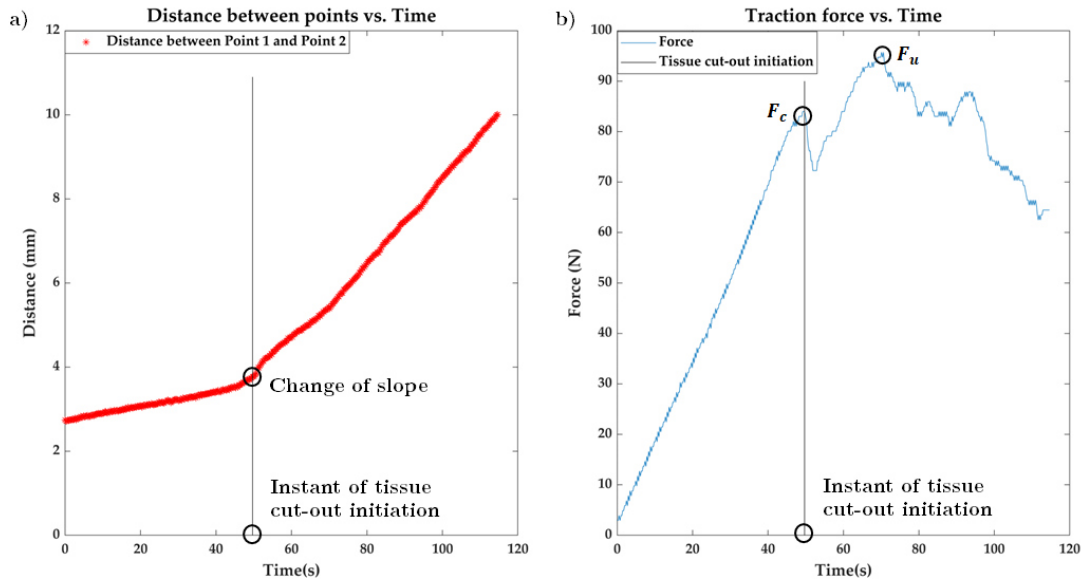 a)
Distance between points vs. Time
Distance between Point 1 and Point 2
12
10
8
6
4
2
0
Distance (mm)
Change of slope
Instant of tissue
cut-out initiation
0 20 40 60 80 100 120
Time(s)
b)
Traction force vs. Time
Force
Tissue cut-out initiation
100
90
80
70
60
50
40
30
20
10
0
Force (N)
Fc
Fu
Instant of tissue
cut-out initiation
0 20 40 60 80 100 120
Time(s)